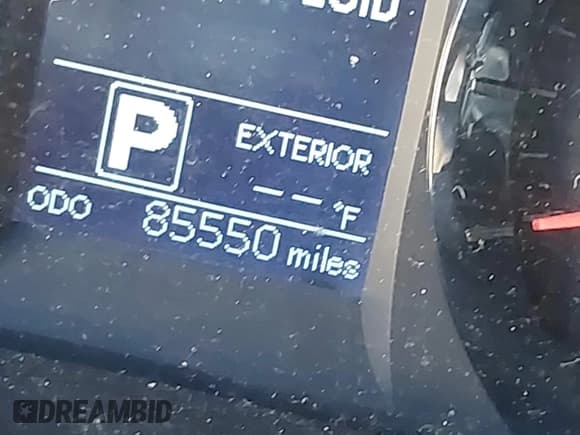 P
EXTERIOR
-- °F
ODO 85550 miles
DREAMBID